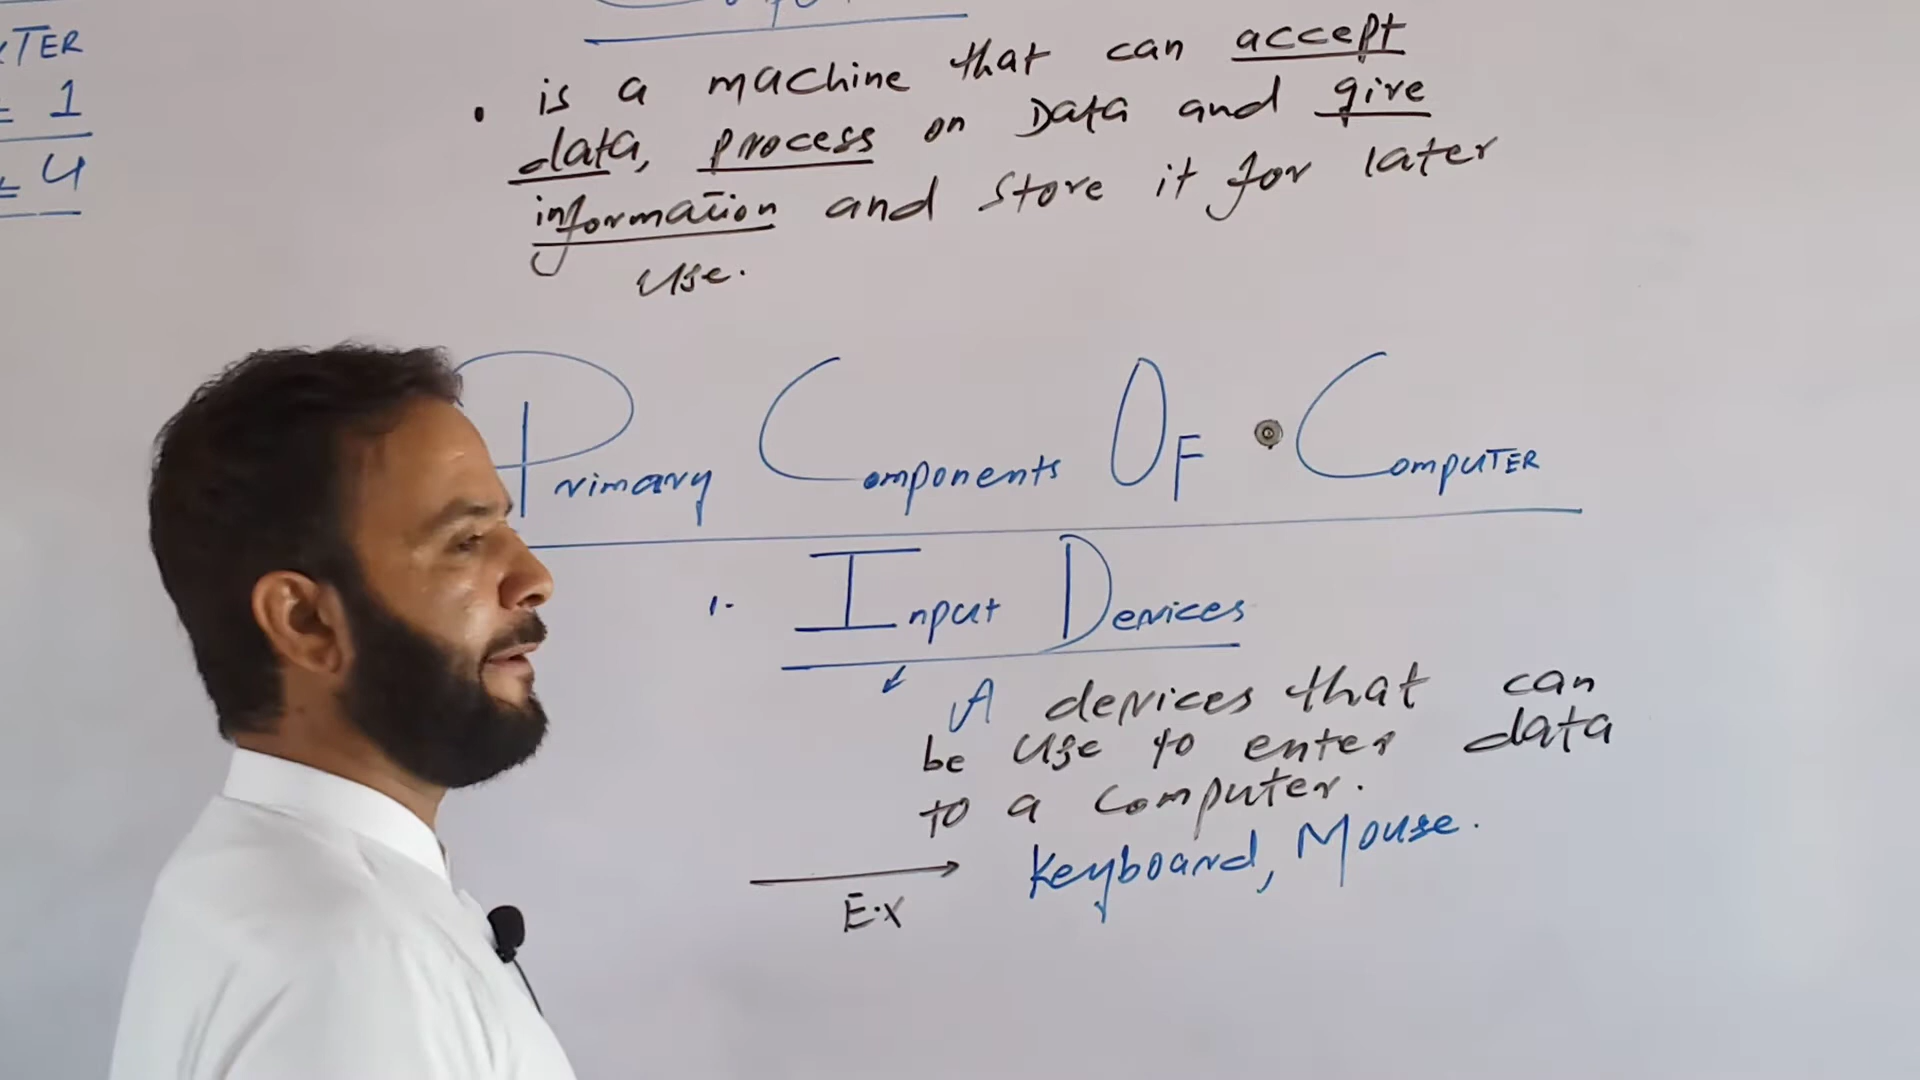 TER
= 1
= 4
• is a machine that can accept
data, process on Data and give
information and store it for later
use.
Primary Components OF Computer
1. Input Devices
A devices that can
be use to enter data
to a Computer.
Ex Keyboard, Mouse.